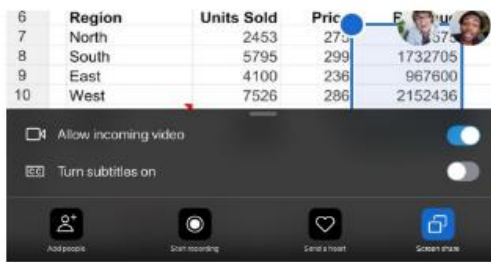 6 Region Units Sold
7 North 2453
8 South 5795 299 1732705
9 East 4100 236 967600
10 West 7526 286 2152436
Allow incoming video
CC Turn subtitles on
Add people Start recording Send a heart Screen share